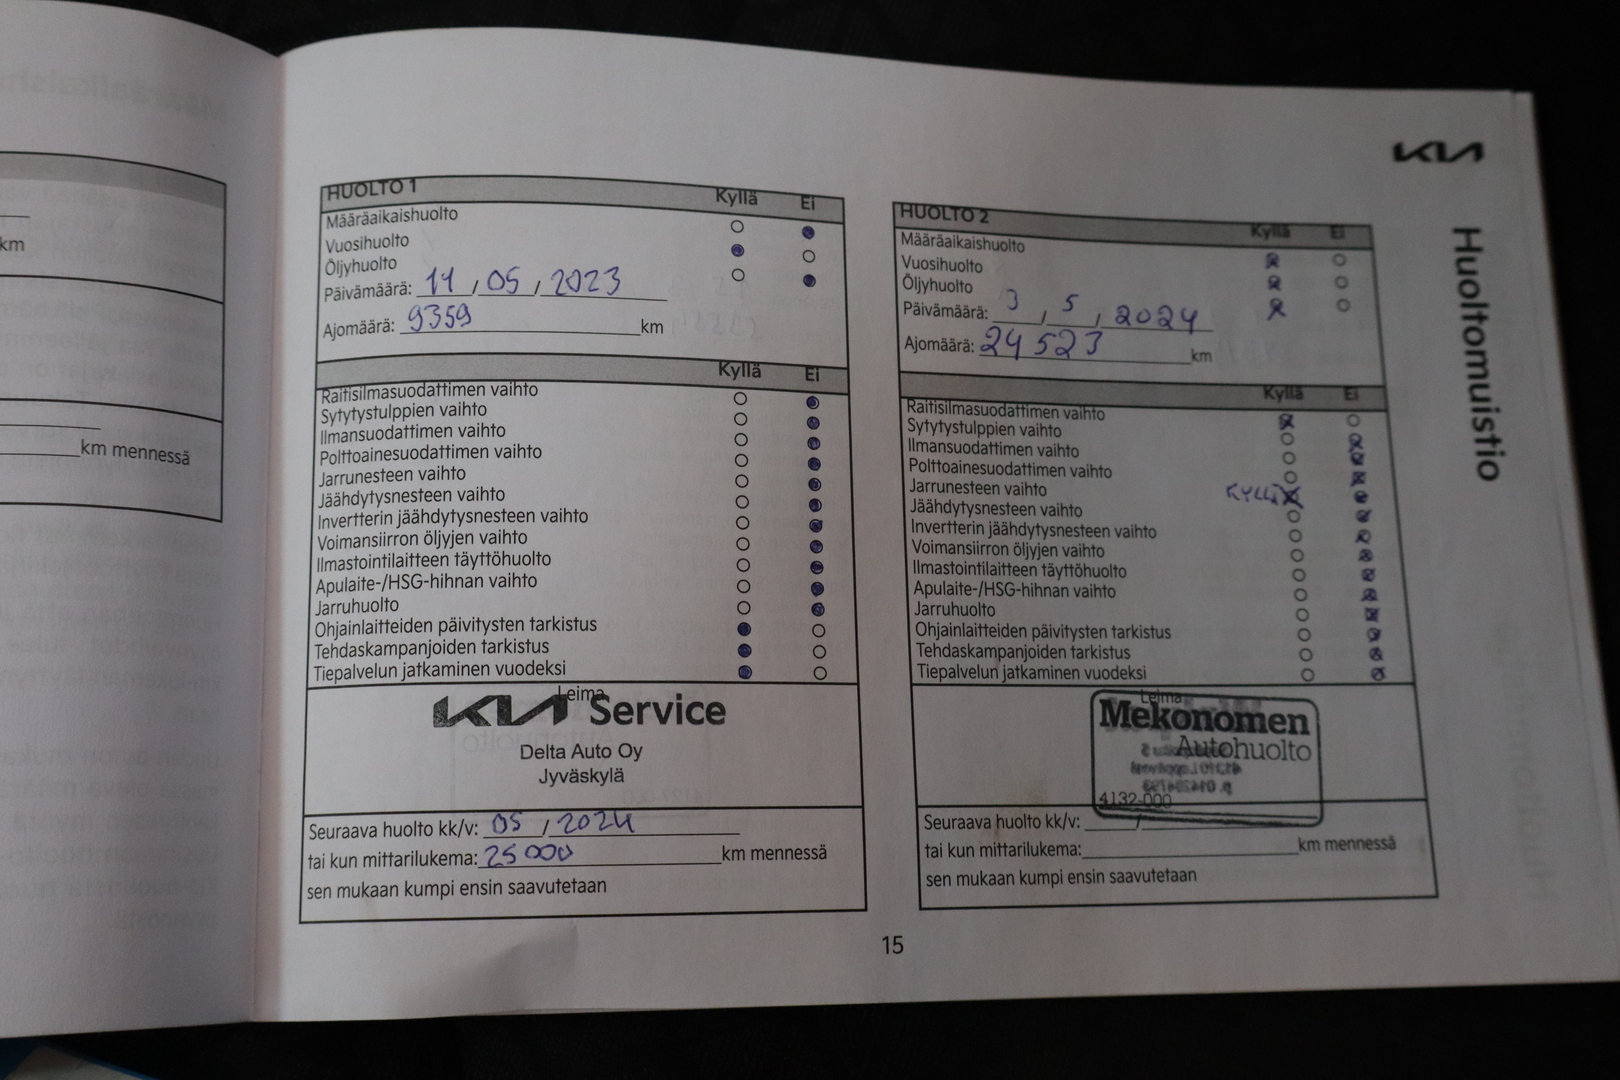 km
km mennessä
HUOLTO 1 Kyllä Ei
Määräaikaishuolto
Vuosihuolto
Öljyhuolto
Päivämäärä: 11 / 05 / 2023
Ajomäärä: 9359 km
Kyllä Ei
Raitisilmasuodattimen vaihto
Sytytystulppien vaihto
Ilmansuodattimen vaihto
Polttoainesuodattimen vaihto
Jarrunesteen vaihto
Jäähdytysnesteen vaihto
Invertterin jäähdytysnesteen vaihto
Voimansiirron öljyjen vaihto
Ilmastointilaitteen täyttöhuolto
Apulaite-/HSG-hihnan vaihto
Jarruhuolto
Ohjainlaitteiden päivitysten tarkistus
Tehdaskampanjoiden tarkistus
Tiepalvelun jatkaminen vuodeksi
Leima
KIA Service
Delta Auto Oy
Jyväskylä
Seuraava huolto kk/v: 05 / 2024
tai kun mittarilukema: 25 000 km mennessä
sen mukaan kumpi ensin saavutetaan
KIA
Huoltomuistio
HUOLTO 2 Kyllä Ei
Määräaikaishuolto
Vuosihuolto
Öljyhuolto
Päivämäärä: 3 / 5 / 2024
Ajomäärä: 24 523 km
Kyllä Ei
Raitisilmasuodattimen vaihto
Sytytystulppien vaihto
Ilmansuodattimen vaihto
Polttoainesuodattimen vaihto
Jarrunesteen vaihto KYLLÄ
Jäähdytysnesteen vaihto
Invertterin jäähdytysnesteen vaihto
Voimansiirron öljyjen vaihto
Ilmastointilaitteen täyttöhuolto
Apulaite-/HSG-hihnan vaihto
Jarruhuolto
Ohjainlaitteiden päivitysten tarkistus
Tehdaskampanjoiden tarkistus
Tiepalvelun jatkaminen vuodeksi
Leima
Mekonomen
Autohuolto
4132-000
Seuraava huolto kk/v: /
tai kun mittarilukema: km mennessä
sen mukaan kumpi ensin saavutetaan
15